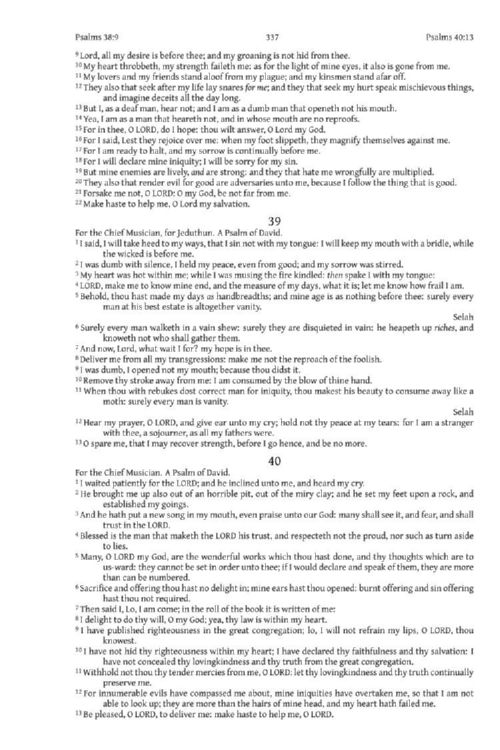 Psalms 38:9 337 Psalms 40:13
9 Lord, all my desire is before thee; and my groaning is not hid from thee.
10 My heart throbbeth, my strength faileth me: as for the light of mine eyes, it also is gone from me.
11 My lovers and my friends stand aloof from my plague; and my kinsmen stand afar off.
12 They also that seek after my life lay snares for me; and they that seek my hurt speak mischievous things,
and imagine deceits all the day long.
13 But I, as a deaf man, hear not; and I am as a dumb man that openeth not his mouth.
14 Yea, I am as a man that heareth not, and in whose mouth are no reproofs.
15 For in thee, O LORD, do I hope: thou wilt answer, O Lord my God.
16 For I said, Lest they rejoice over me: when my foot slippeth, they magnify themselves against me.
17 For I am ready to halt, and my sorrow is continually before me.
18 For I will declare mine iniquity; I will be sorry for my sin.
19 But mine enemies are lively, and are strong: and they that hate me wrongfully are multiplied.
20 They also that render evil for good are adversaries unto me, because I follow the thing that is good.
21 Forsake me not, O LORD: O my God, be not far from me.
22 Make haste to help me, O Lord my salvation.
39
For the Chief Musician, for Jeduthun. A Psalm of David.
1 I said, I will take heed to my ways, that I sin not with my tongue: I will keep my mouth with a bridle, while
the wicked is before me.
2 I was dumb with silence, I held my peace, even from good; and my sorrow was stirred.
3 My heart was hot within me; while I was musing the fire kindled: then spake I with my tongue:
4 LORD, make me to know mine end, and the measure of my days, what it is; let me know how frail I am.
5 Behold, thou hast made my days as handbreadths; and mine age is as nothing before thee: surely every
man at his best estate is altogether vanity.
Selah
6 Surely every man walketh in a vain shew: surely they are disquieted in vain: he heapeth up riches, and
knoweth not who shall gather them.
7 And now, Lord, what wait I for? my hope is in thee.
8 Deliver me from all my transgressions: make me not the reproach of the foolish.
9 I was dumb, I opened not my mouth; because thou didst it.
10 Remove thy stroke away from me: I am consumed by the blow of thine hand.
11 When thou with rebukes dost correct man for iniquity, thou makest his beauty to consume away like a
moth: surely every man is vanity.
Selah
12 Hear my prayer, O LORD, and give ear unto my cry; hold not thy peace at my tears: for I am a stranger
with thee, a sojourner, as all my fathers were.
13 O spare me, that I may recover strength, before I go hence, and be no more.
40
For the Chief Musician. A Psalm of David.
1 I waited patiently for the LORD; and he inclined unto me, and heard my cry.
2 He brought me up also out of an horrible pit, out of the miry clay; and he set my feet upon a rock, and
established my goings.
3 And he hath put a new song in my mouth, even praise unto our God: many shall see it, and fear, and shall
trust in the LORD.
4 Blessed is the man that maketh the LORD his trust, and respecteth not the proud, nor such as turn aside
to lies.
5 Many, O LORD my God, are the wonderful works which thou hast done, and thy thoughts which are to
us-ward: they cannot be set in order unto thee; if I would declare and speak of them, they are more
than can be numbered.
6 Sacrifice and offering thou hast no delight in; mine ears hast thou opened: burnt offering and sin offering
hast thou not required.
7 Then said I, Lo, I am come; in the roll of the book it is written of me:
8 I delight to do thy will, O my God; yea, thy law is within my heart.
9 I have published righteousness in the great congregation; lo, I will not refrain my lips, O LORD, thou
knowest.
10 I have not hid thy righteousness within my heart; I have declared thy faithfulness and thy salvation: I
have not concealed thy lovingkindness and thy truth from the great congregation.
11 Withhold not thou thy tender mercies from me, O LORD: let thy lovingkindness and thy truth continually
preserve me.
12 For innumerable evils have compassed me about, mine iniquities have overtaken me, so that I am not
able to look up; they are more than the hairs of mine head, and my heart hath failed me.
13 Be pleased, O LORD, to deliver me: make haste to help me, O LORD.